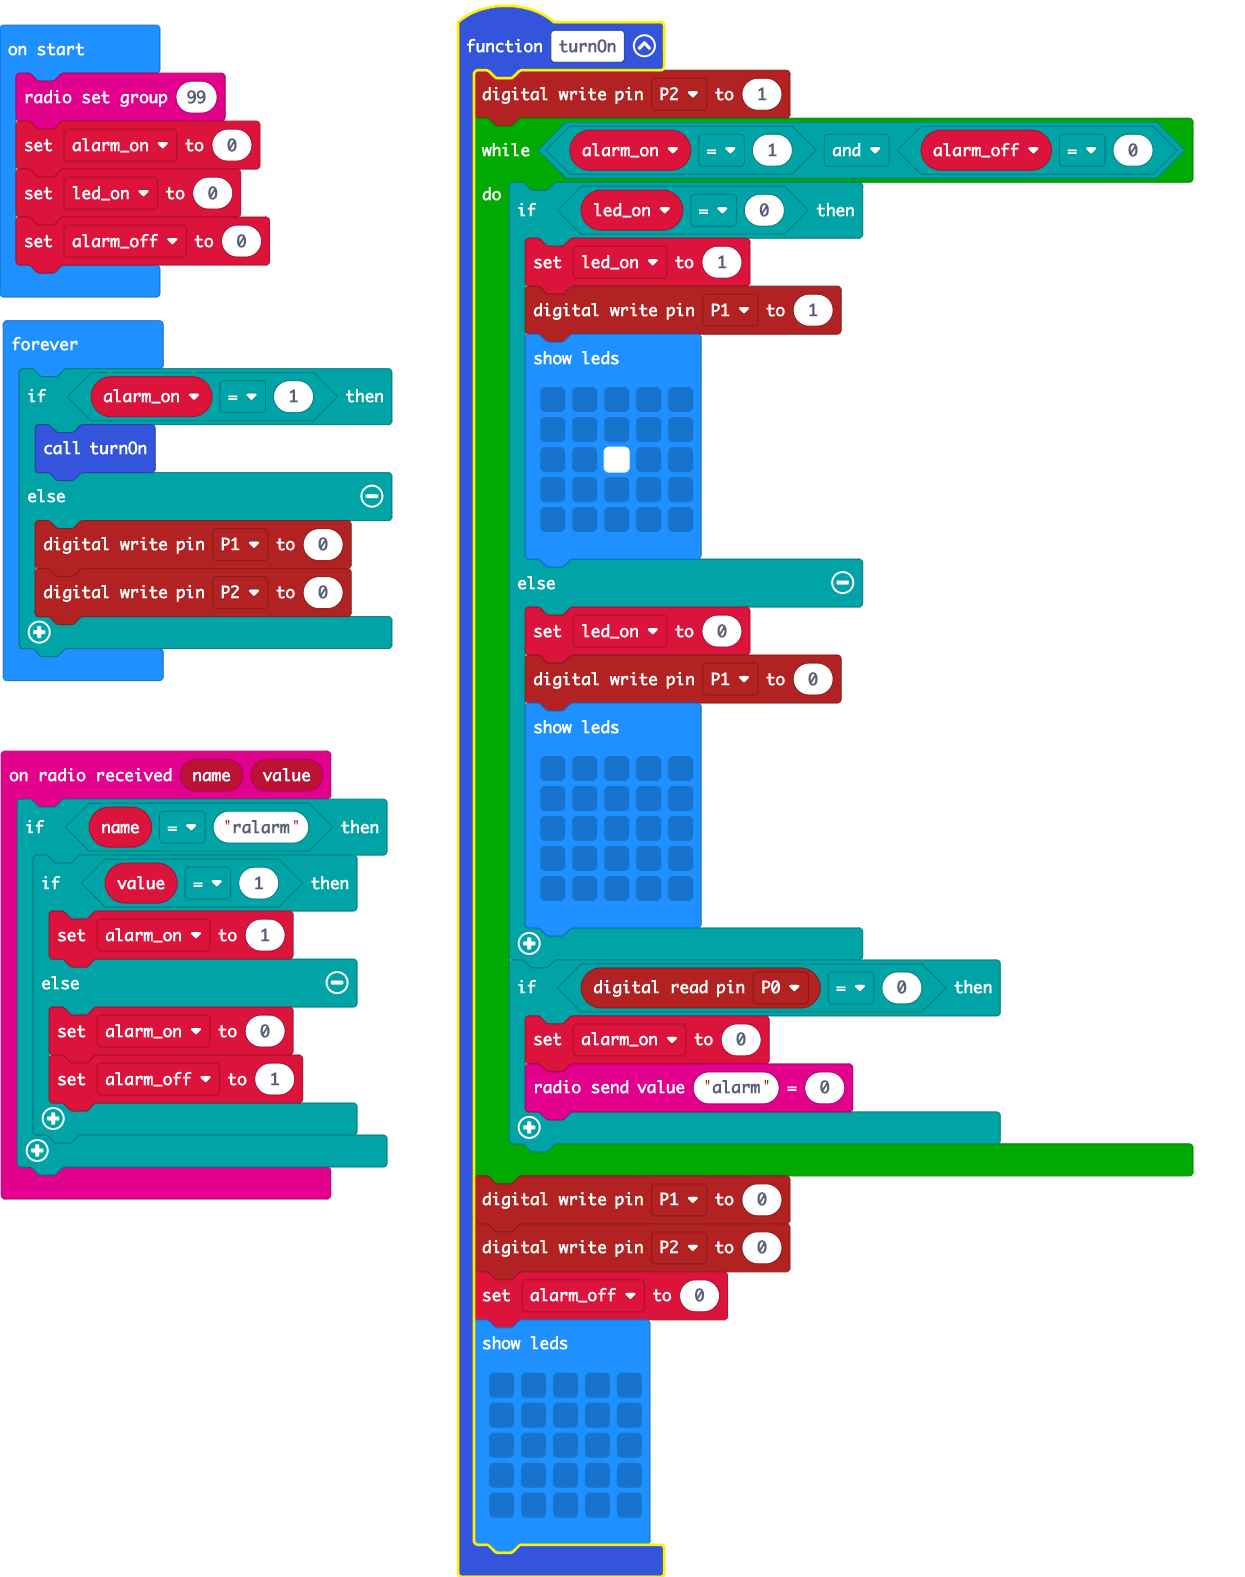 on start
radio set group 99
set alarm_on to 0
set led_on to 0
set alarm_off to 0
forever
if alarm_on = 1 then
call turnOn
else
digital write pin P1 to 0
digital write pin P2 to 0
on radio received name value
if name = "ralarm" then
if value = 1 then
set alarm_on to 1
else
set alarm_on to 0
set alarm_off to 1
function turnOn
digital write pin P2 to 1
while alarm_on = 1 and alarm_off = 0
do
if led_on = 0 then
set led_on to 1
digital write pin P1 to 1
show leds
else
set led_on to 0
digital write pin P1 to 0
show leds
if digital read pin P0 = 0 then
set alarm_on to 0
radio send value "alarm" = 0
digital write pin P1 to 0
digital write pin P2 to 0
set alarm_off to 0
show leds